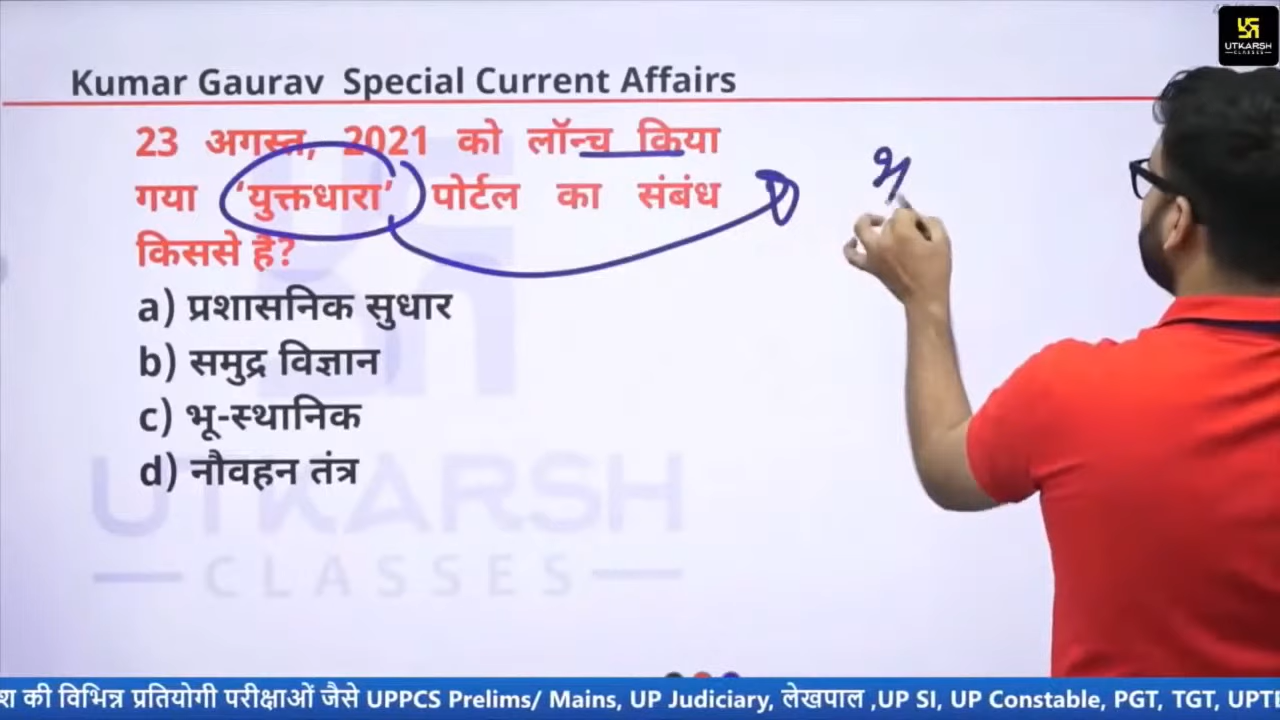 UTKARSH
CLASSES
Kumar Gaurav Special Current Affairs
23 अगस्त, 2021 को लॉन्च किया
गया 'युक्तधारा' पोर्टल का संबंध
किससे है?
a) प्रशासनिक सुधार
b) समुद्र विज्ञान
c) भू-स्थानिक
d) नौवहन तंत्र
UTKARSH
CLASSES
की विभिन्न प्रतियोगी परीक्षाओं जैसे UPPCS Prelims/ Mains, UP Judiciary, लेखपाल ,UP SI, UP Constable, PGT, TGT,